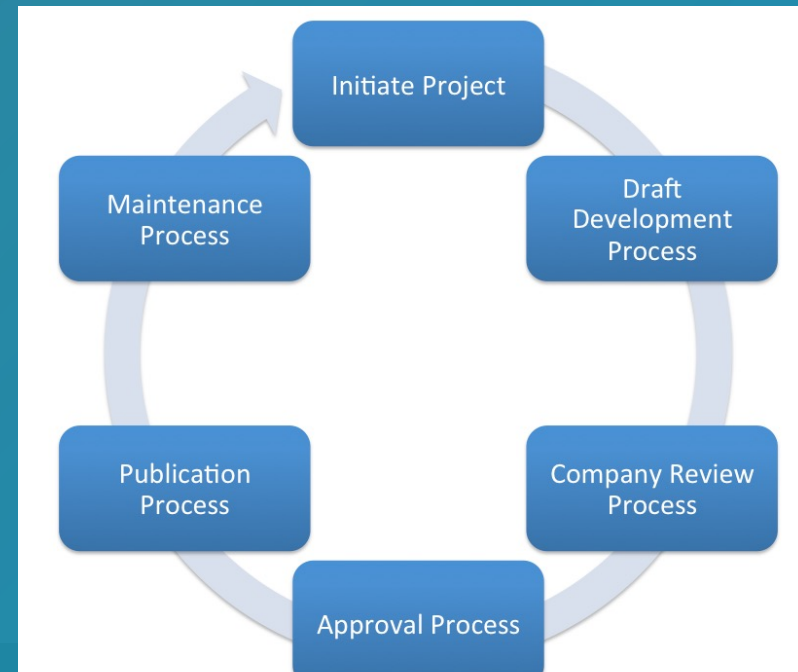 Initiate Project
Draft
Development
Process
Company Review
Process
Approval Process
Publication
Process
Maintenance
Process